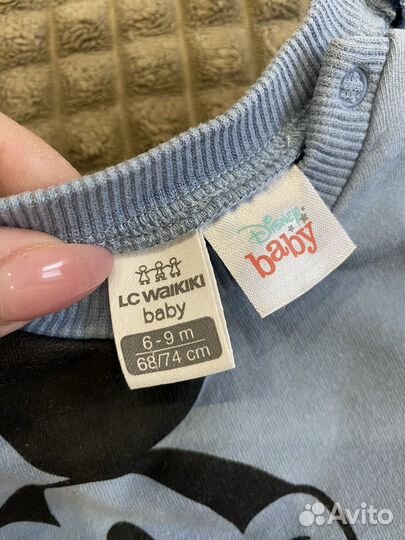 LC WAIKIKI
baby
6-9 m
68/74 cm
Disney
baby
Avito